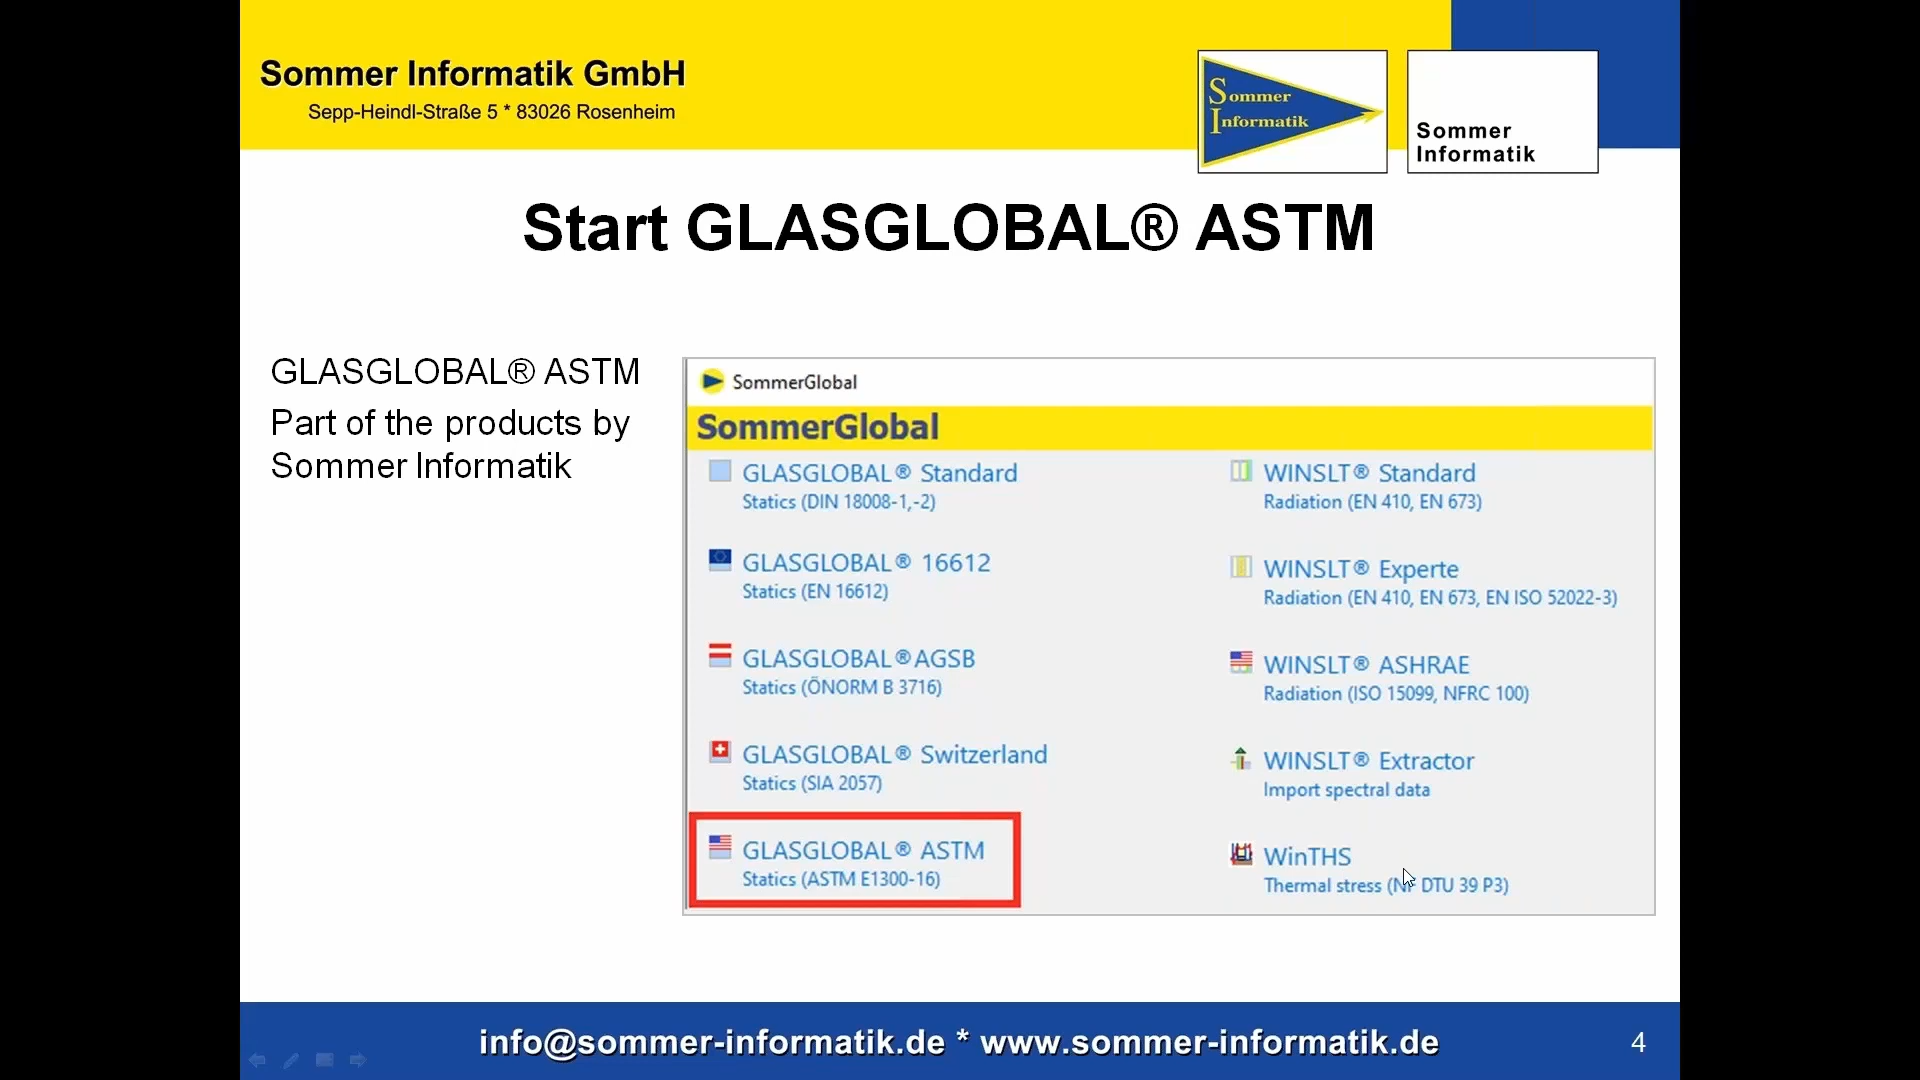 Sommer Informatik GmbH
Sepp-Heindl-Straße 5 * 83026 Rosenheim
Sommer
Informatik
Sommer
Informatik
Start GLASGLOBAL® ASTM
GLASGLOBAL® ASTM
Part of the products by
Sommer Informatik
SommerGlobal
SommerGlobal
GLASGLOBAL® Standard
Statics (DIN 18008-1,-2)
GLASGLOBAL® 16612
Statics (EN 16612)
GLASGLOBAL®AGSB
Statics (ÖNORM B 3716)
GLASGLOBAL® Switzerland
Statics (SIA 2057)
GLASGLOBAL® ASTM
Statics (ASTM E1300-16)
WINSLT® Standard
Radiation (EN 410, EN 673)
WINSLT® Experte
Radiation (EN 410, EN 673, EN ISO 52022-3)
WINSLT® ASHRAE
Radiation (ISO 15099, NFRC 100)
WINSLT® Extractor
Import spectral data
WinTHS
Thermal stress (NF DTU 39 P3)
info@sommer-informatik.de * www.sommer-informatik.de
4